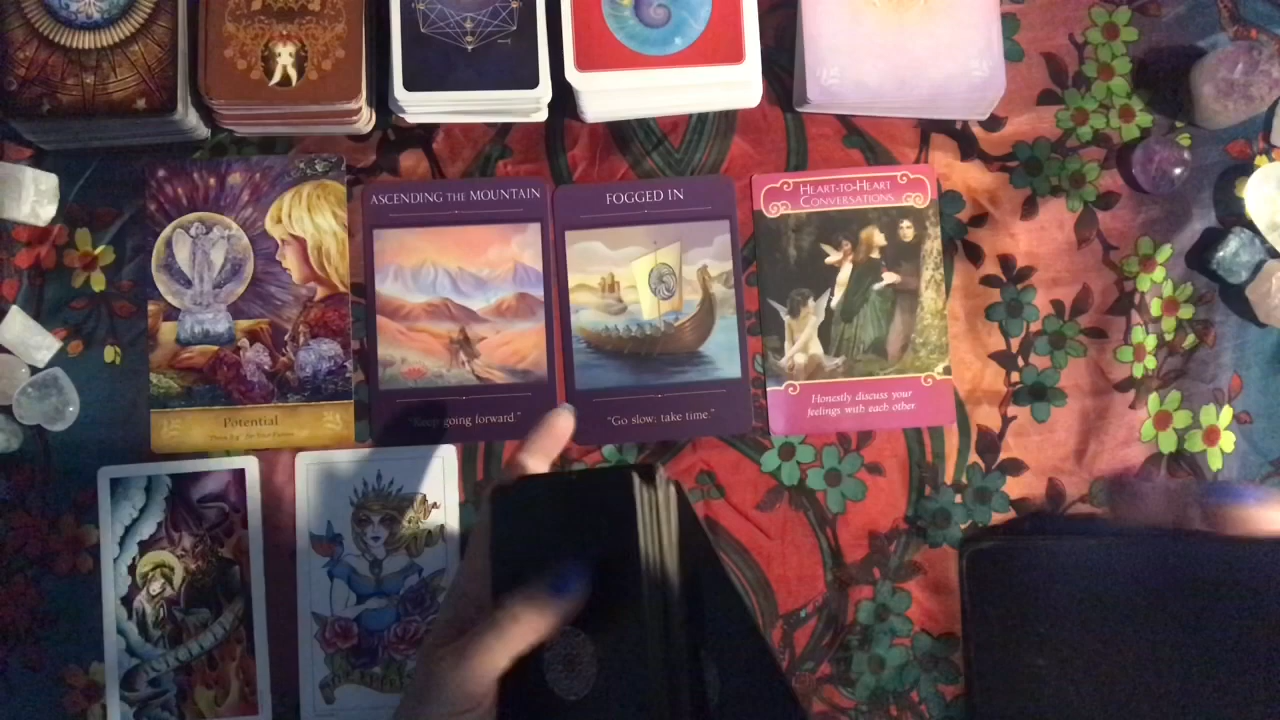 ASCENDING THE MOUNTAIN
FOGGED IN
HEART-TO-HEART
CONVERSATIONS
Potential
"Keep going forward."
"Go slow; take time."
Honestly discuss your
feelings with each other.